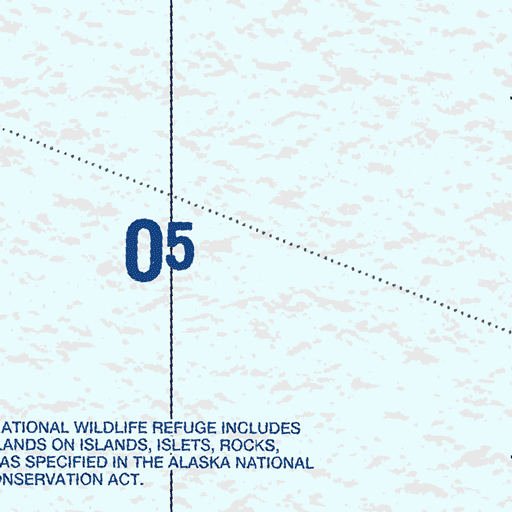 05
ATIONAL WILDLIFE REFUGE INCLUDES
LANDS ON ISLANDS, ISLETS, ROCKS,
AS SPECIFIED IN THE ALASKA NATIONAL
ONSERVATION ACT.